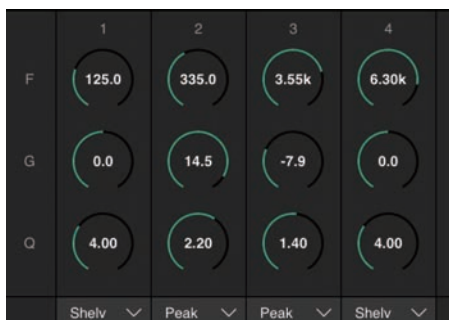 1 2 3 4
F 125.0 335.0 3.55k 6.30k
G 0.0 14.5 -7.9 0.0
Q 4.00 2.20 1.40 4.00
Shelv Peak Peak Shelv